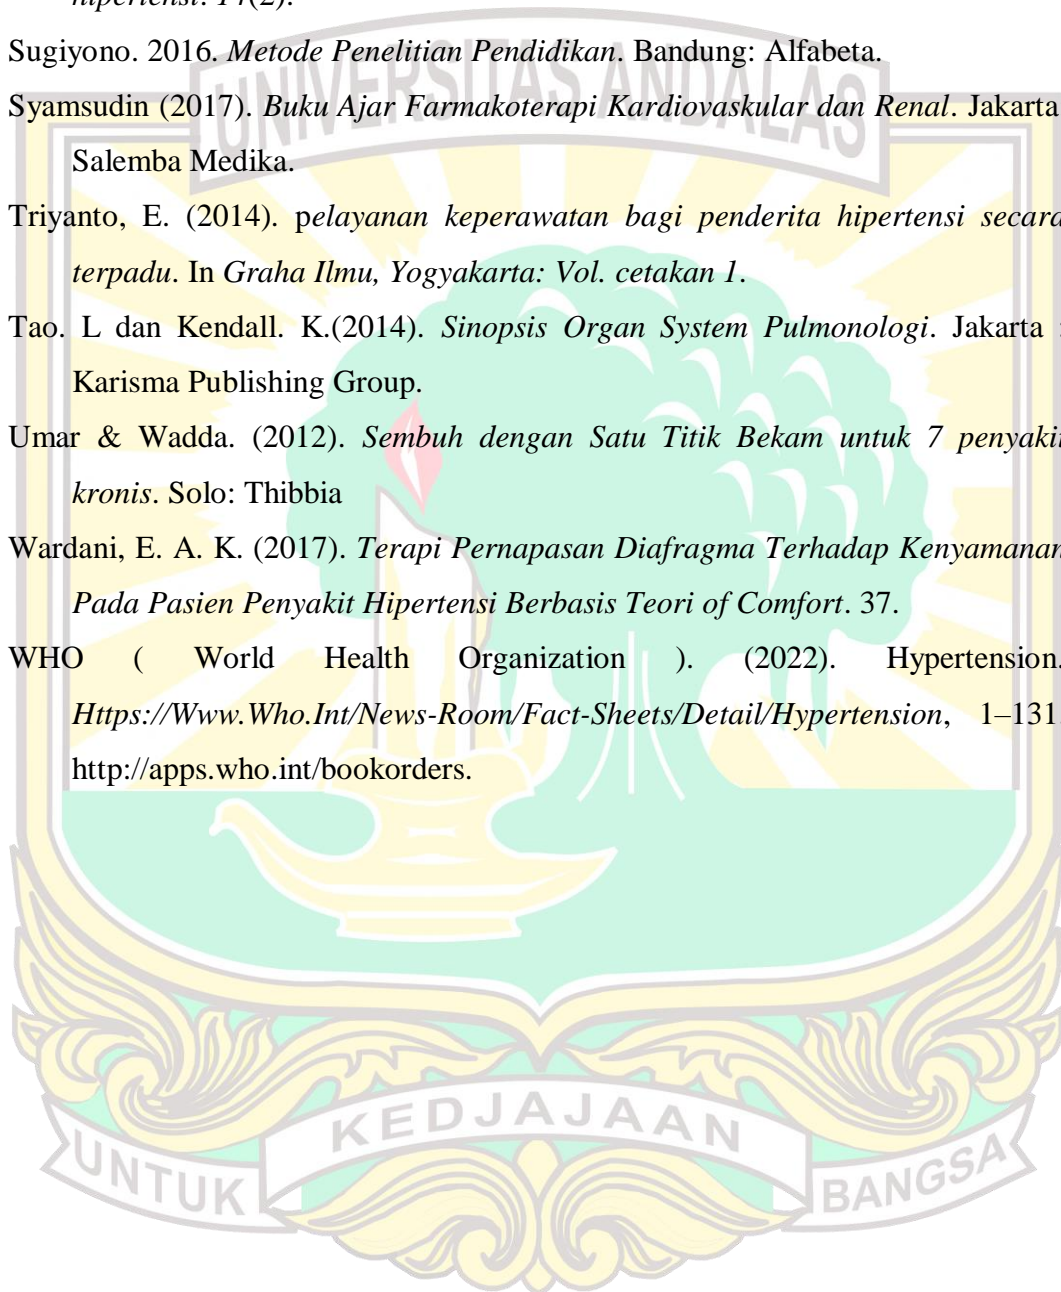 hipertensi. 14(2).
Sugiyono. 2016. Metode Penelitian Pendidikan. Bandung: Alfabeta.
Syamsudin (2017). Buku Ajar Farmakoterapi Kardiovaskular dan Renal. Jakarta
Salemba Medika.
Triyanto, E. (2014). pelayanan keperawatan bagi penderita hipertensi secara
terpadu. In Graha Ilmu, Yogyakarta: Vol. cetakan 1.
Tao. L dan Kendall. K.(2014). Sinopsis Organ System Pulmonologi. Jakarta :
Karisma Publishing Group.
Umar & Wadda. (2012). Sembuh dengan Satu Titik Bekam untuk 7 penyakit
kronis. Solo: Thibbia
Wardani, E. A. K. (2017). Terapi Pernapasan Diafragma Terhadap Kenyamanan
Pada Pasien Penyakit Hipertensi Berbasis Teori of Comfort. 37.
WHO ( World Health Organization ). (2022). Hypertension.
Https://Www.Who.Int/News-Room/Fact-Sheets/Detail/Hypertension, 1–131
http://apps.who.int/bookorders.
UNIVERSITAS ANDALAS
UNTUK KEDJAJAAN BANGSA